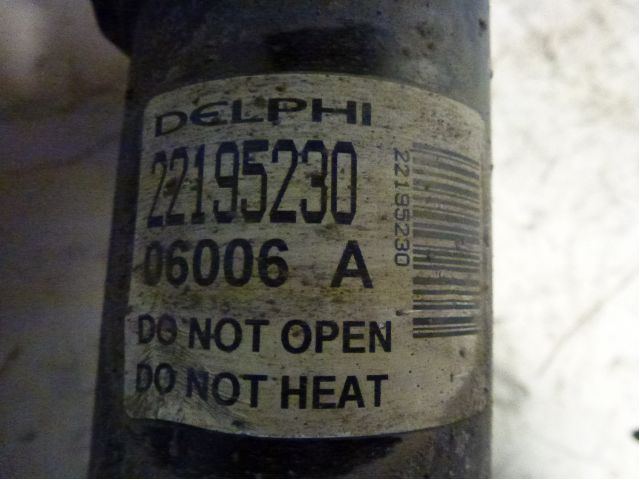 DELPHI
22195230
06006 A
DO NOT OPEN
DO NOT HEAT
22195230